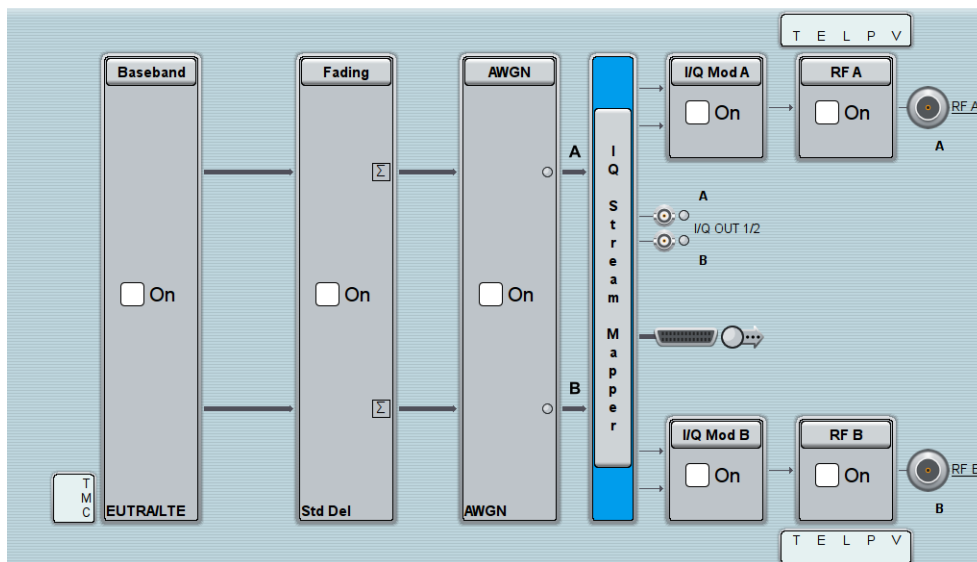 T E L P V
Baseband
Fading
AWGN
I/Q Mod A
RF A
On
On
RF A
A
A
Σ
I
Q
S
t
r
e
a
m
M
a
p
p
e
r
A
I/Q OUT 1/2
B
On
On
On
B
Σ
I/Q Mod B
RF B
On
On
RF B
B
T
M
C
EUTRA/LTE
Std Del
AWGN
T E L P V